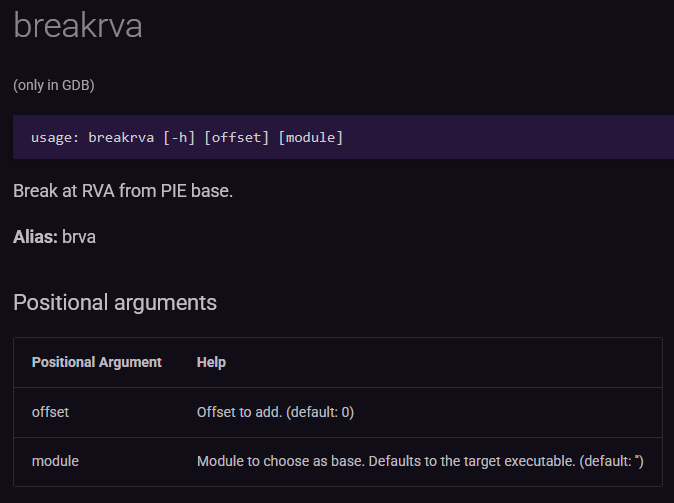 breakrva
(only in GDB)
usage: breakrva [-h] [offset] [module]
Break at RVA from PIE base.
Alias: brva
Positional arguments
Positional Argument Help
offset Offset to add. (default: 0)
module Module to choose as base. Defaults to the target executable. (default: '')